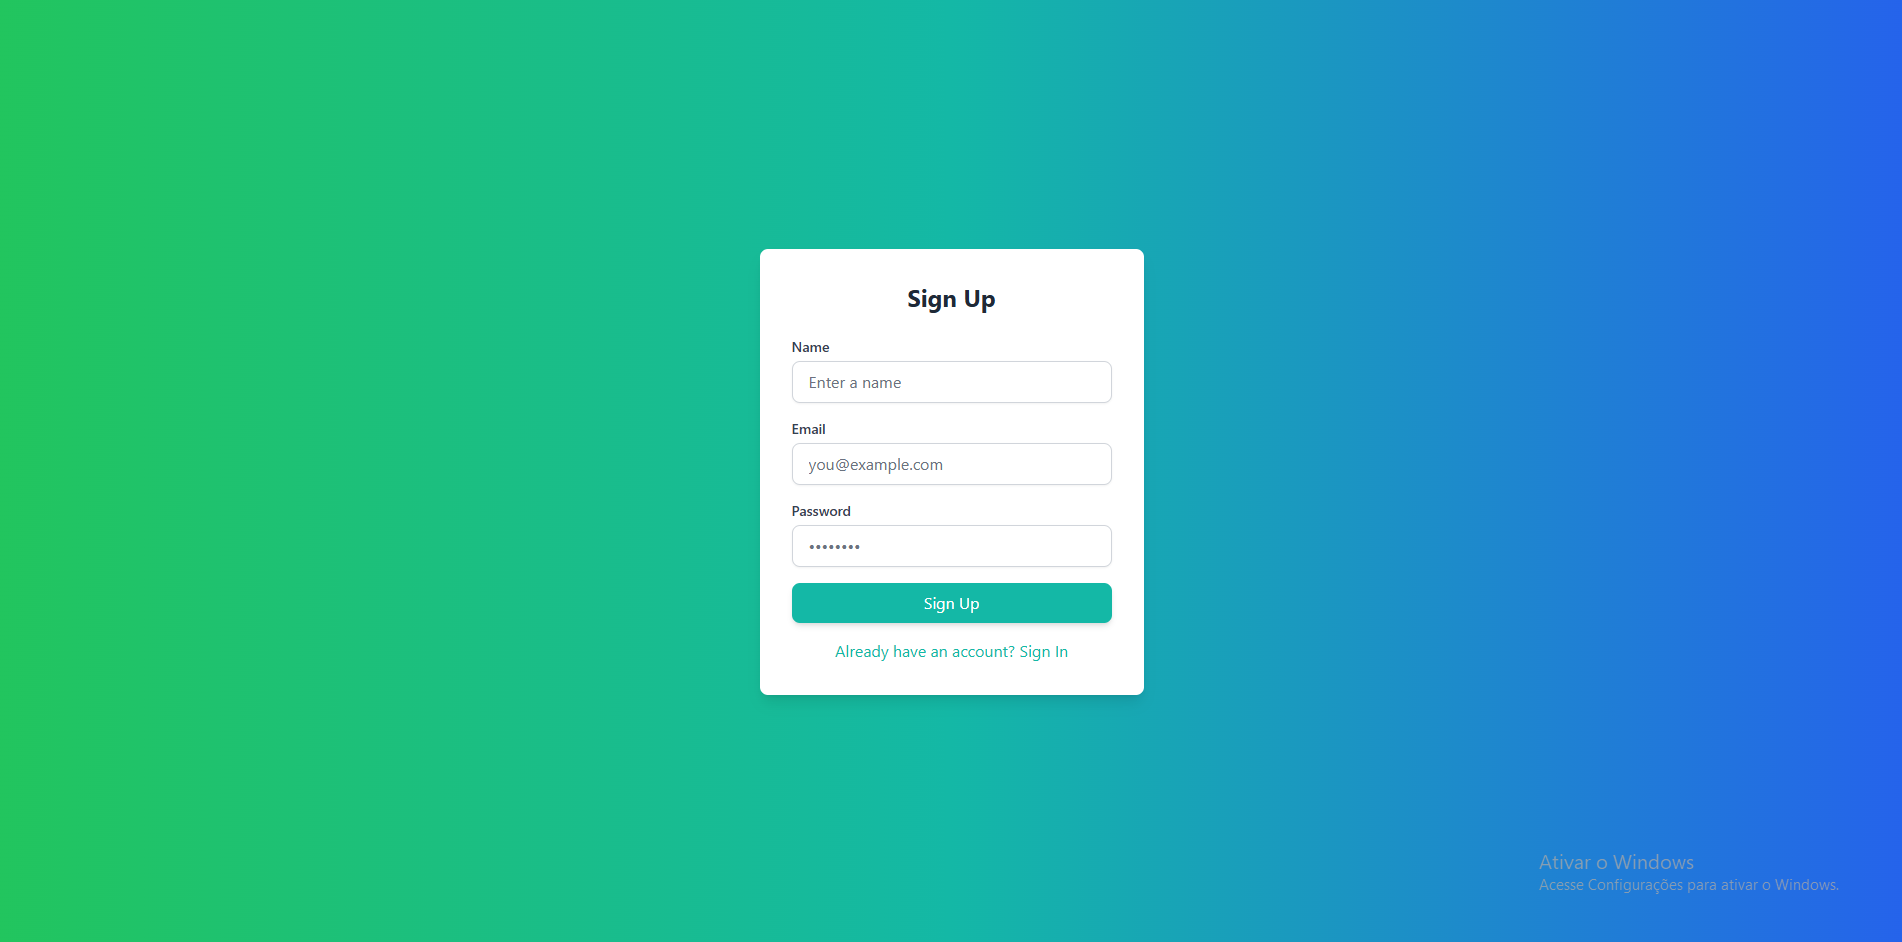 Sign Up
Name
Enter a name
Email
you@example.com
Password
••••••••
Sign Up
Already have an account? Sign In
Ativar o Windows
Acesse Configurações para ativar o Windows.